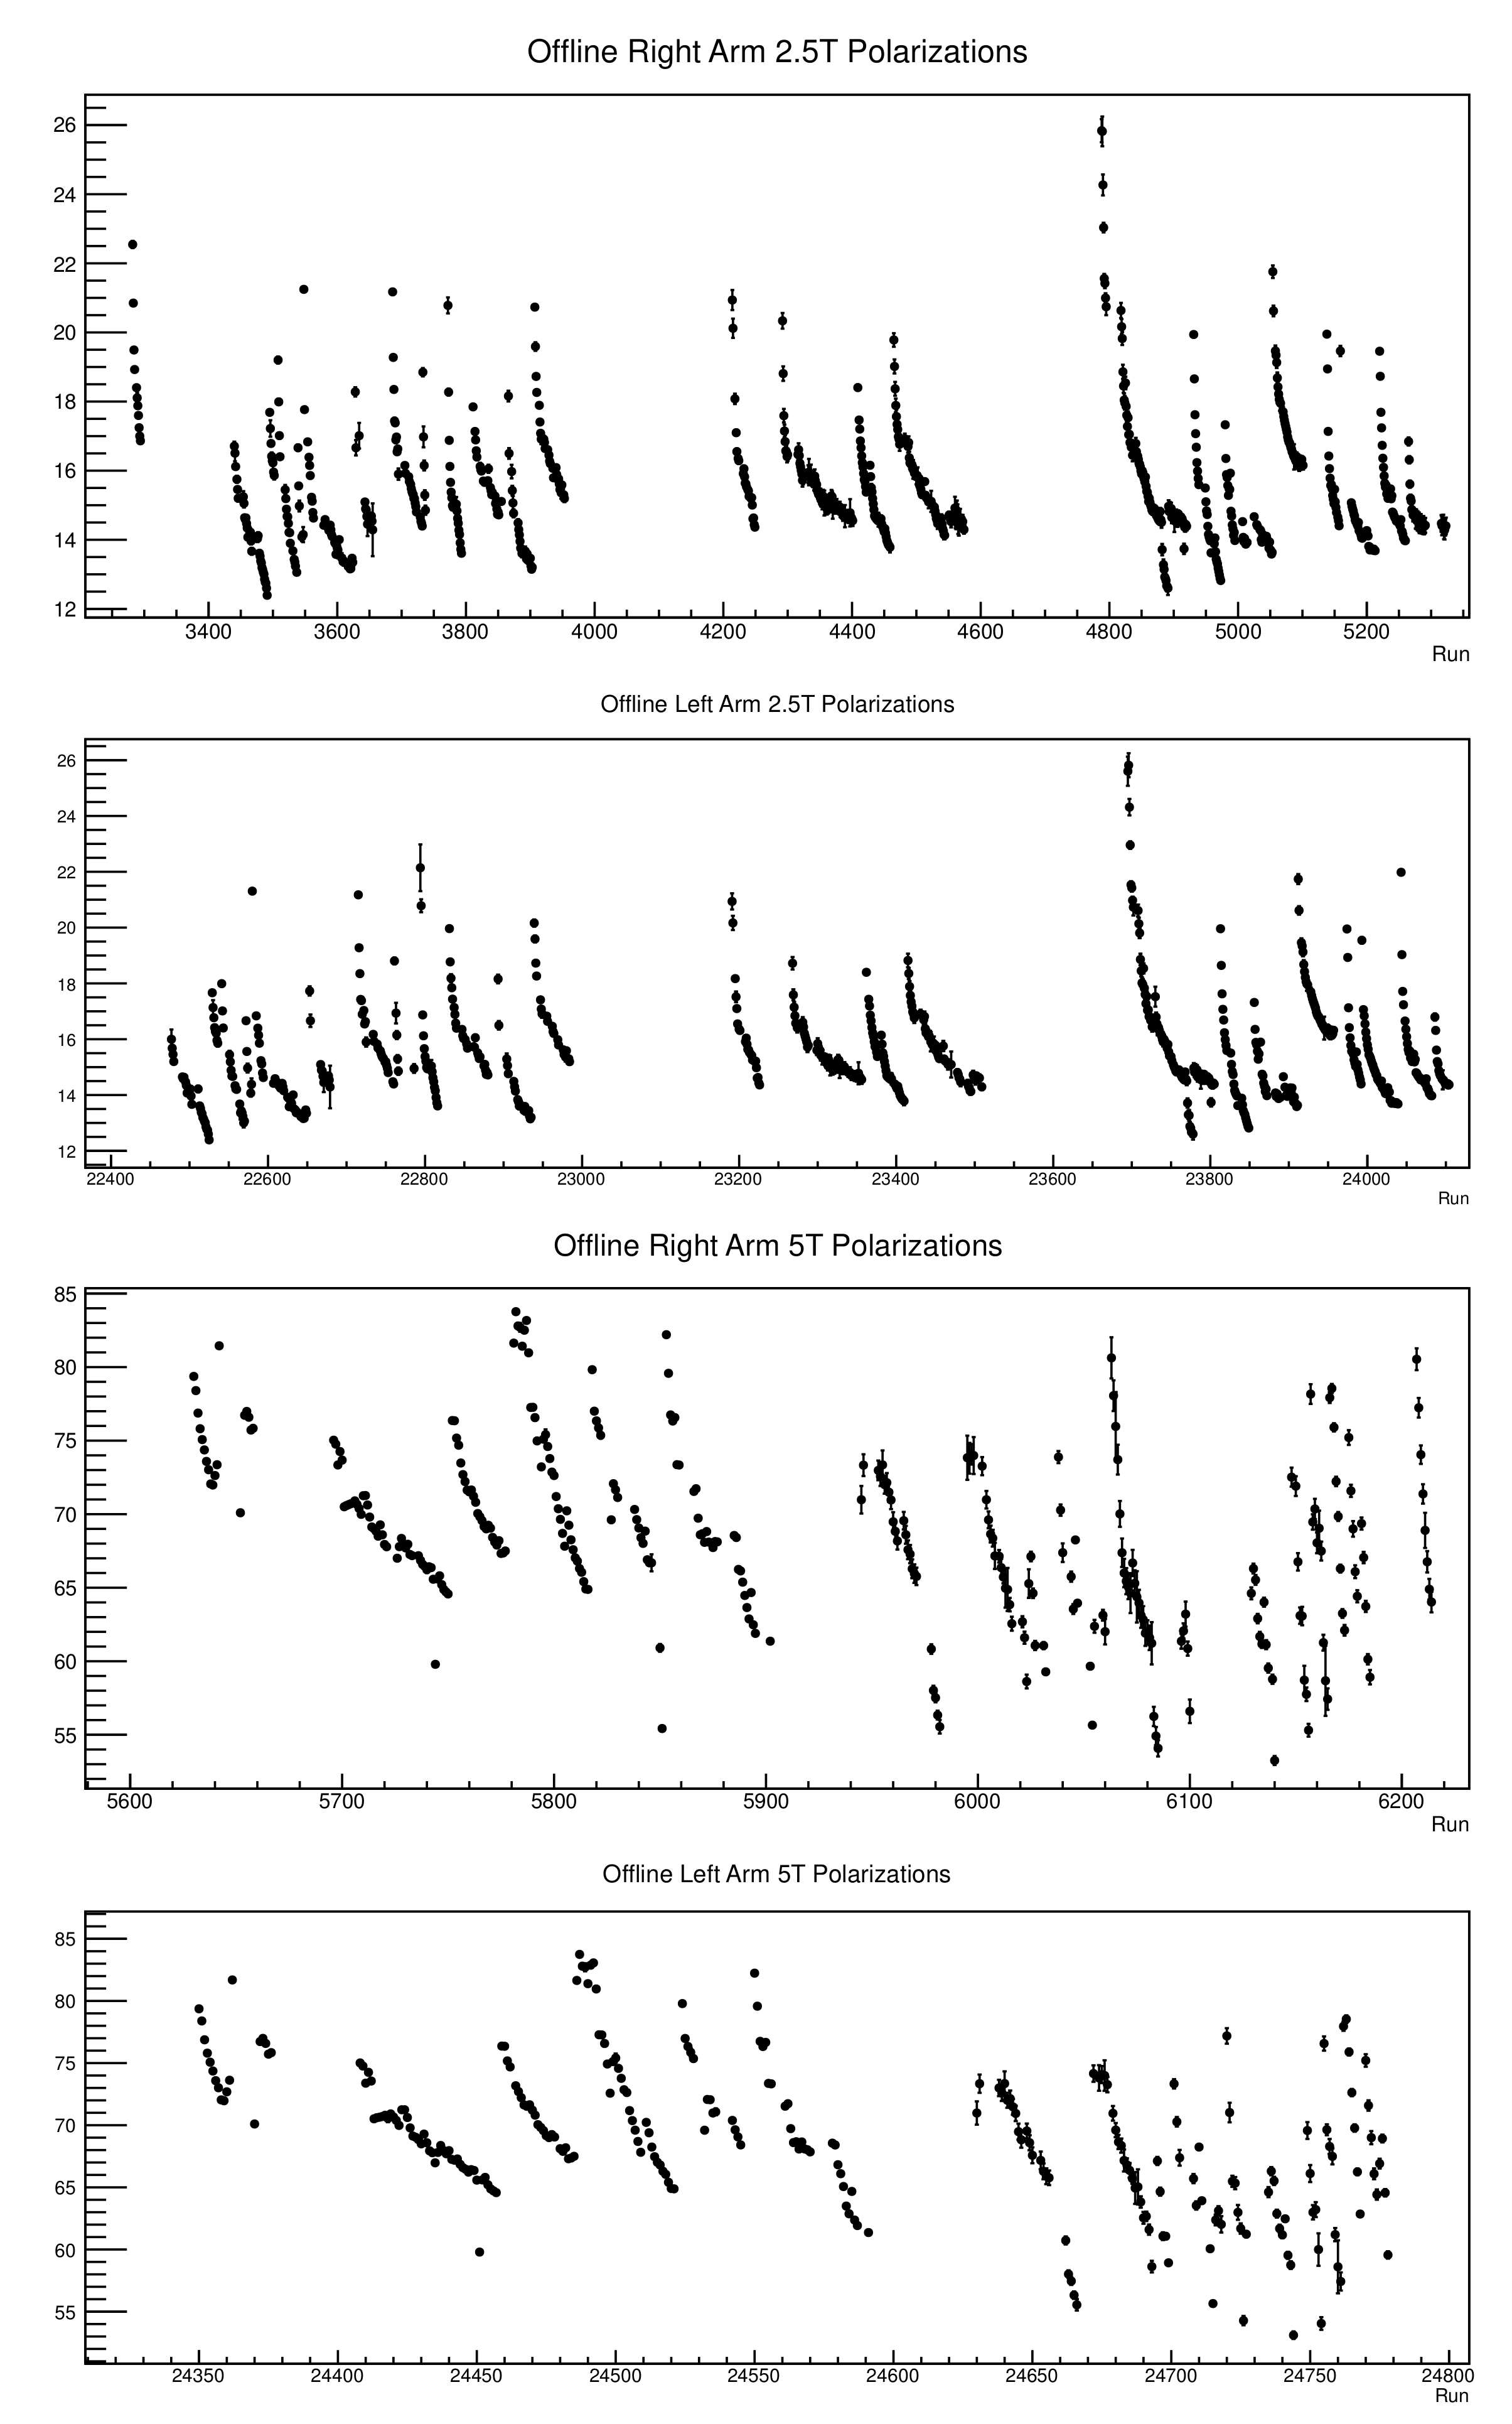 Offline Right Arm 2.5T Polarizations
26
24
22
20
18
16
14
12
3400 3600 3800 4000 4200 4400 4600 4800 5000 5200
Run
Offline Left Arm 2.5T Polarizations
26
24
22
20
18
16
14
12
22400 22600 22800 23000 23200 23400 23600 23800 24000
Run
Offline Right Arm 5T Polarizations
85
80
75
70
65
60
55
5600 5700 5800 5900 6000 6100 6200
Run
Offline Left Arm 5T Polarizations
85
80
75
70
65
60
55
24350 24400 24450 24500 24550 24600 24650 24700 24750 24800
Run